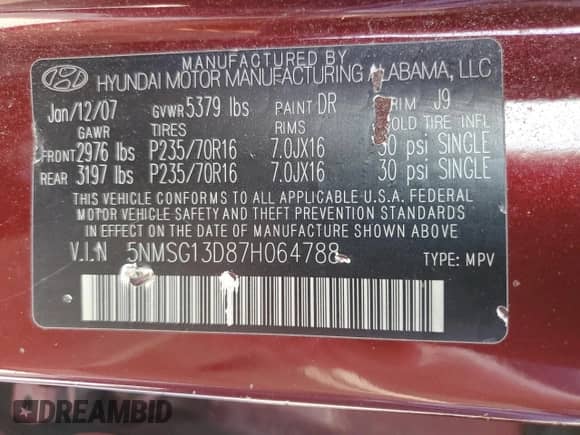 MANUFACTURED BY
HYUNDAI MOTOR MANUFACTURING ALABAMA, LLC
Jan/12/07 GVWR 5379 lbs PAINT DR TRIM J9
GAWR TIRES RIMS COLD TIRE INFL
FRONT 2976 lbs P235/70R16 7.0JX16 30 psi SINGLE
REAR 3197 lbs P235/70R16 7.0JX16 30 psi SINGLE
THIS VEHICLE CONFORMS TO ALL APPLICABLE U.S.A. FEDERAL
MOTOR VEHICLE SAFETY AND THEFT PREVENTION STANDARDS
IN EFFECT ON THE DATE OF MANUFACTURE SHOWN ABOVE.
V.I.N 5NMSG13D87H064788 TYPE: MPV
DREAMBID